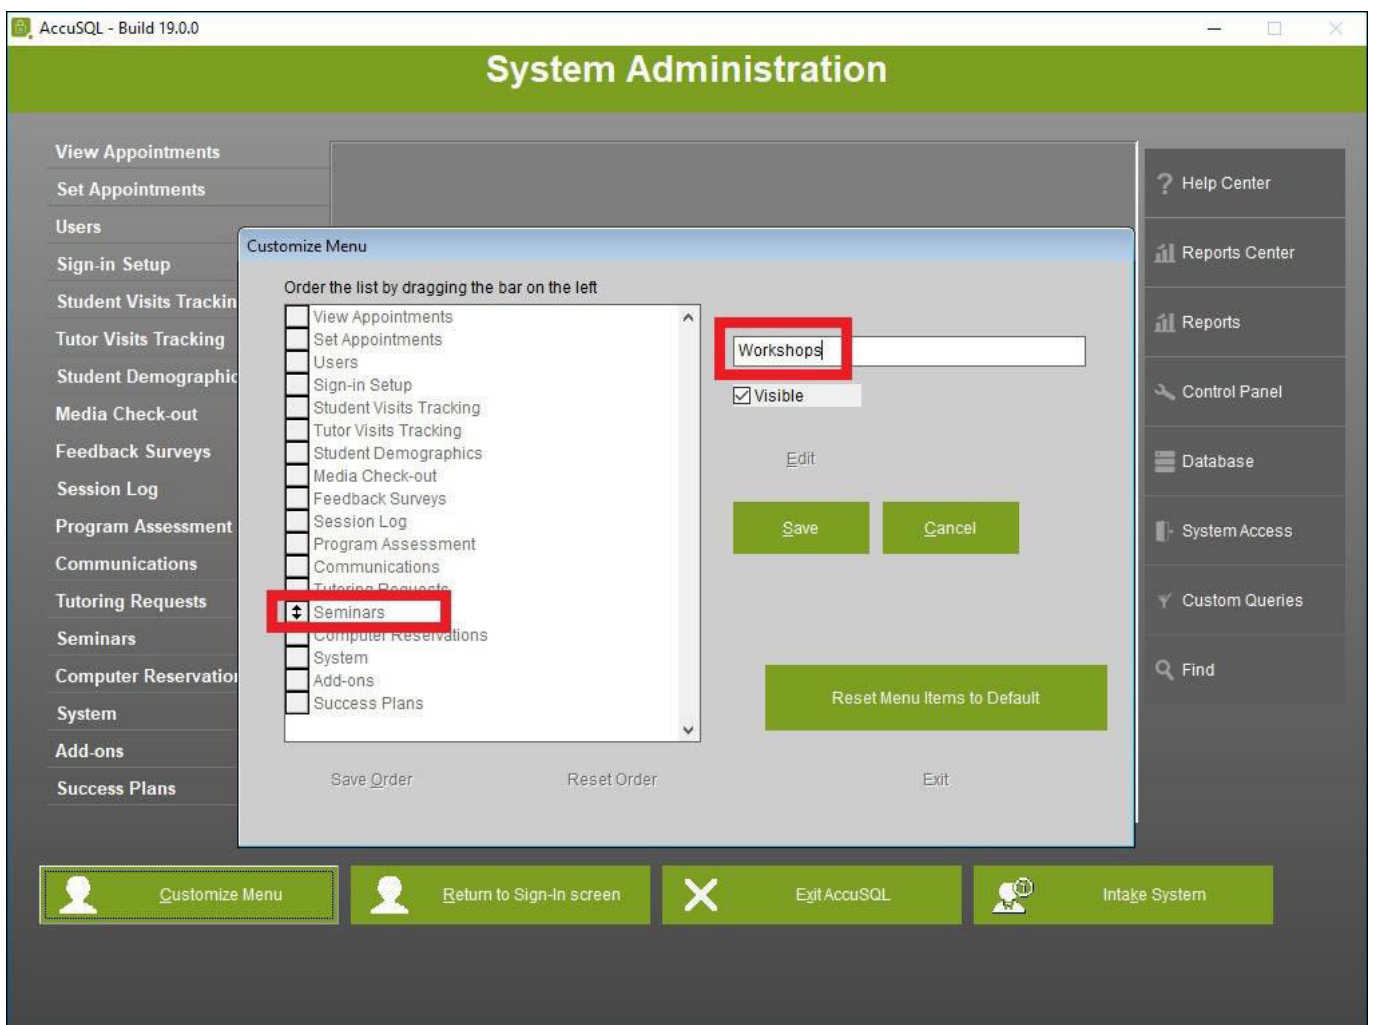 AccuSQL - Build 19.0.0
System Administration
View Appointments
Set Appointments
Users
Sign-in Setup
Student Visits Trackin
Tutor Visits Tracking
Student Demographic
Media Check-out
Feedback Surveys
Session Log
Program Assessment
Communications
Tutoring Requests
Seminars
Computer Reservation
System
Add-ons
Success Plans
Customize Menu
Order the list by dragging the bar on the left
View Appointments
Set Appointments
Users
Sign-in Setup
Student Visits Tracking
Tutor Visits Tracking
Student Demographics
Media Check-out
Feedback Surveys
Session Log
Program Assessment
Communications
Tutoring Requests
Seminars
Computer Reservations
System
Add-ons
Success Plans
Workshops
Visible
Edit
Save
Cancel
Reset Menu Items to Default
Save Order
Reset Order
Exit
? Help Center
Reports Center
Reports
Control Panel
Database
System Access
Custom Queries
Find
Customize Menu
Return to Sign-In screen
Exit AccuSQL
Intake System